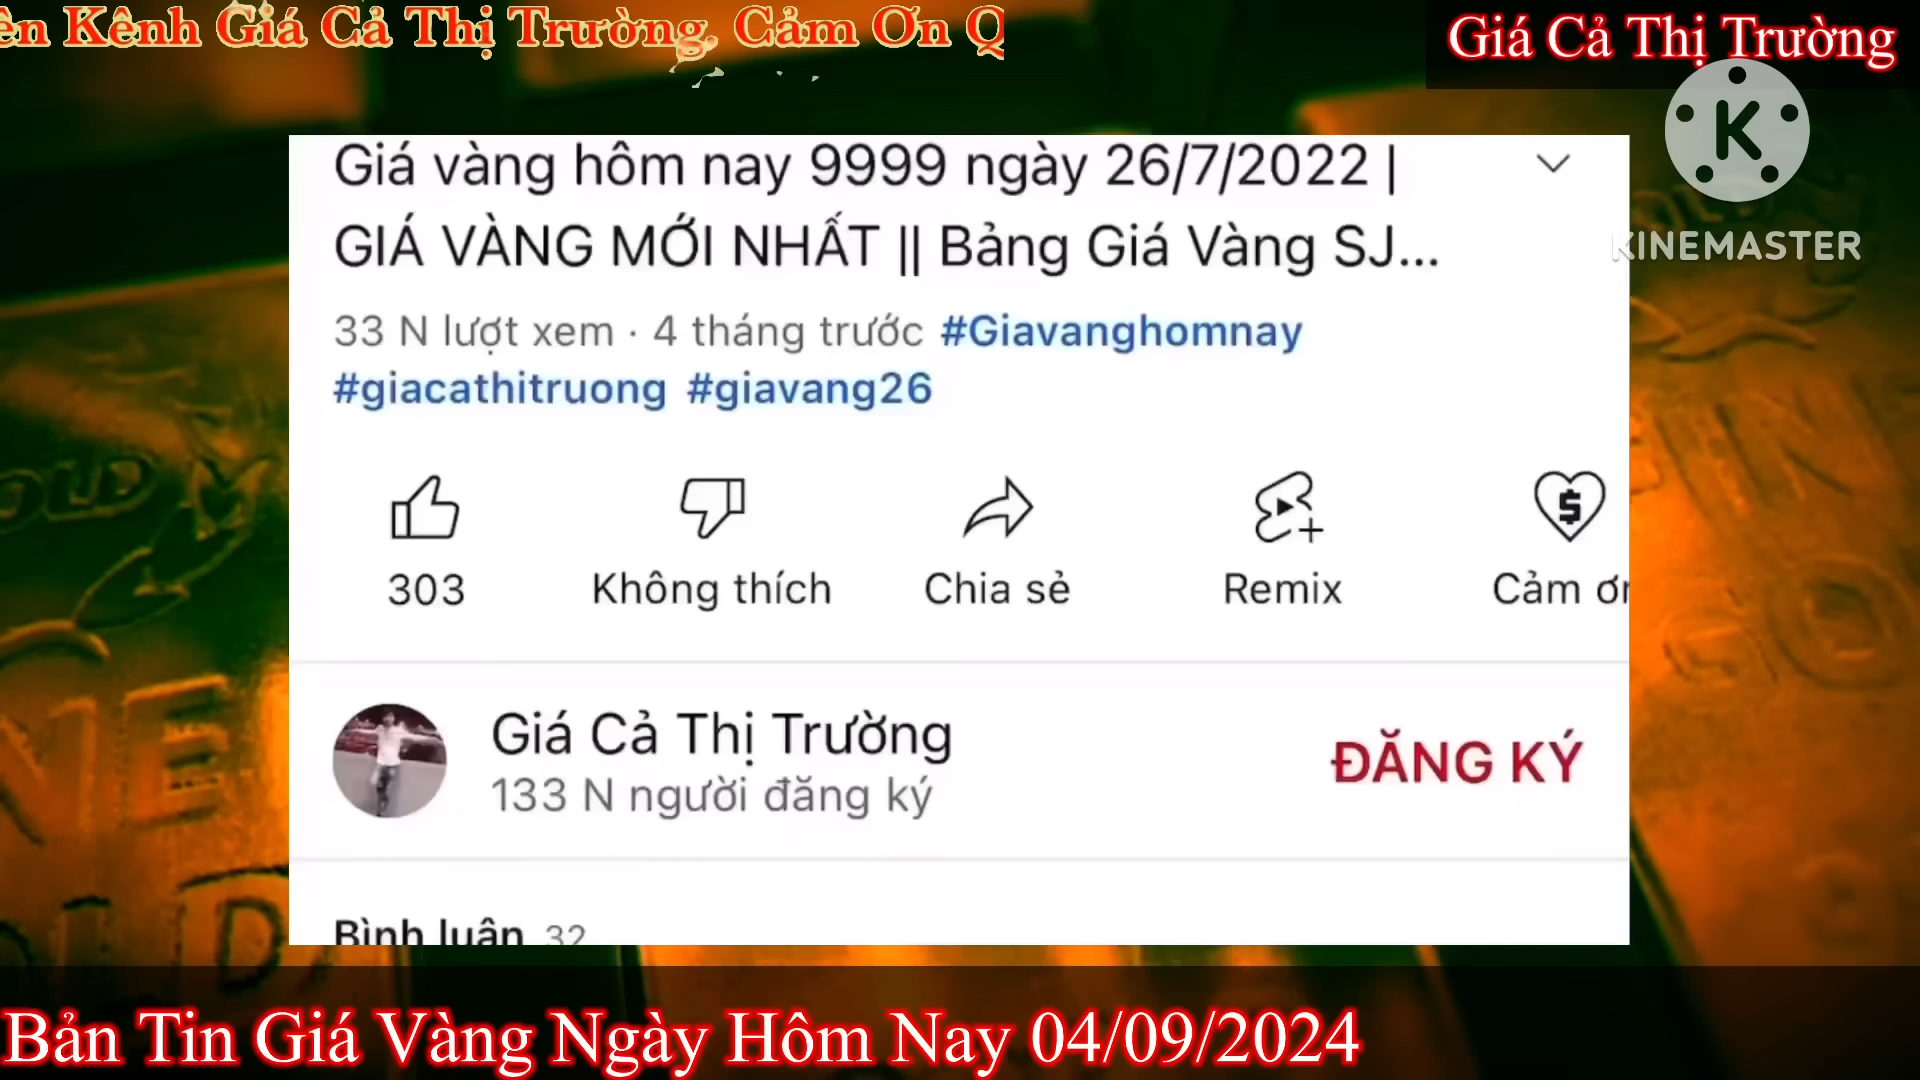 Kênh Giá Cả Thị Trường, Cảm Ơn Q
Giá Cả Thị Trường
K
KINEMASTER
Giá vàng hôm nay 9999 ngày 26/7/2022 |
GIÁ VÀNG MỚI NHẤT || Bảng Giá Vàng SJ...
33 N lượt xem · 4 tháng trước #Giavanghomnay
#giacathitruong #giavang26
303 Không thích Chia sẻ Remix Cảm ơn
Giá Cả Thị Trường
133 N người đăng ký
ĐĂNG KÝ
Bình luận 32
OLD
Bản Tin Giá Vàng Ngày Hôm Nay 04/09/2024